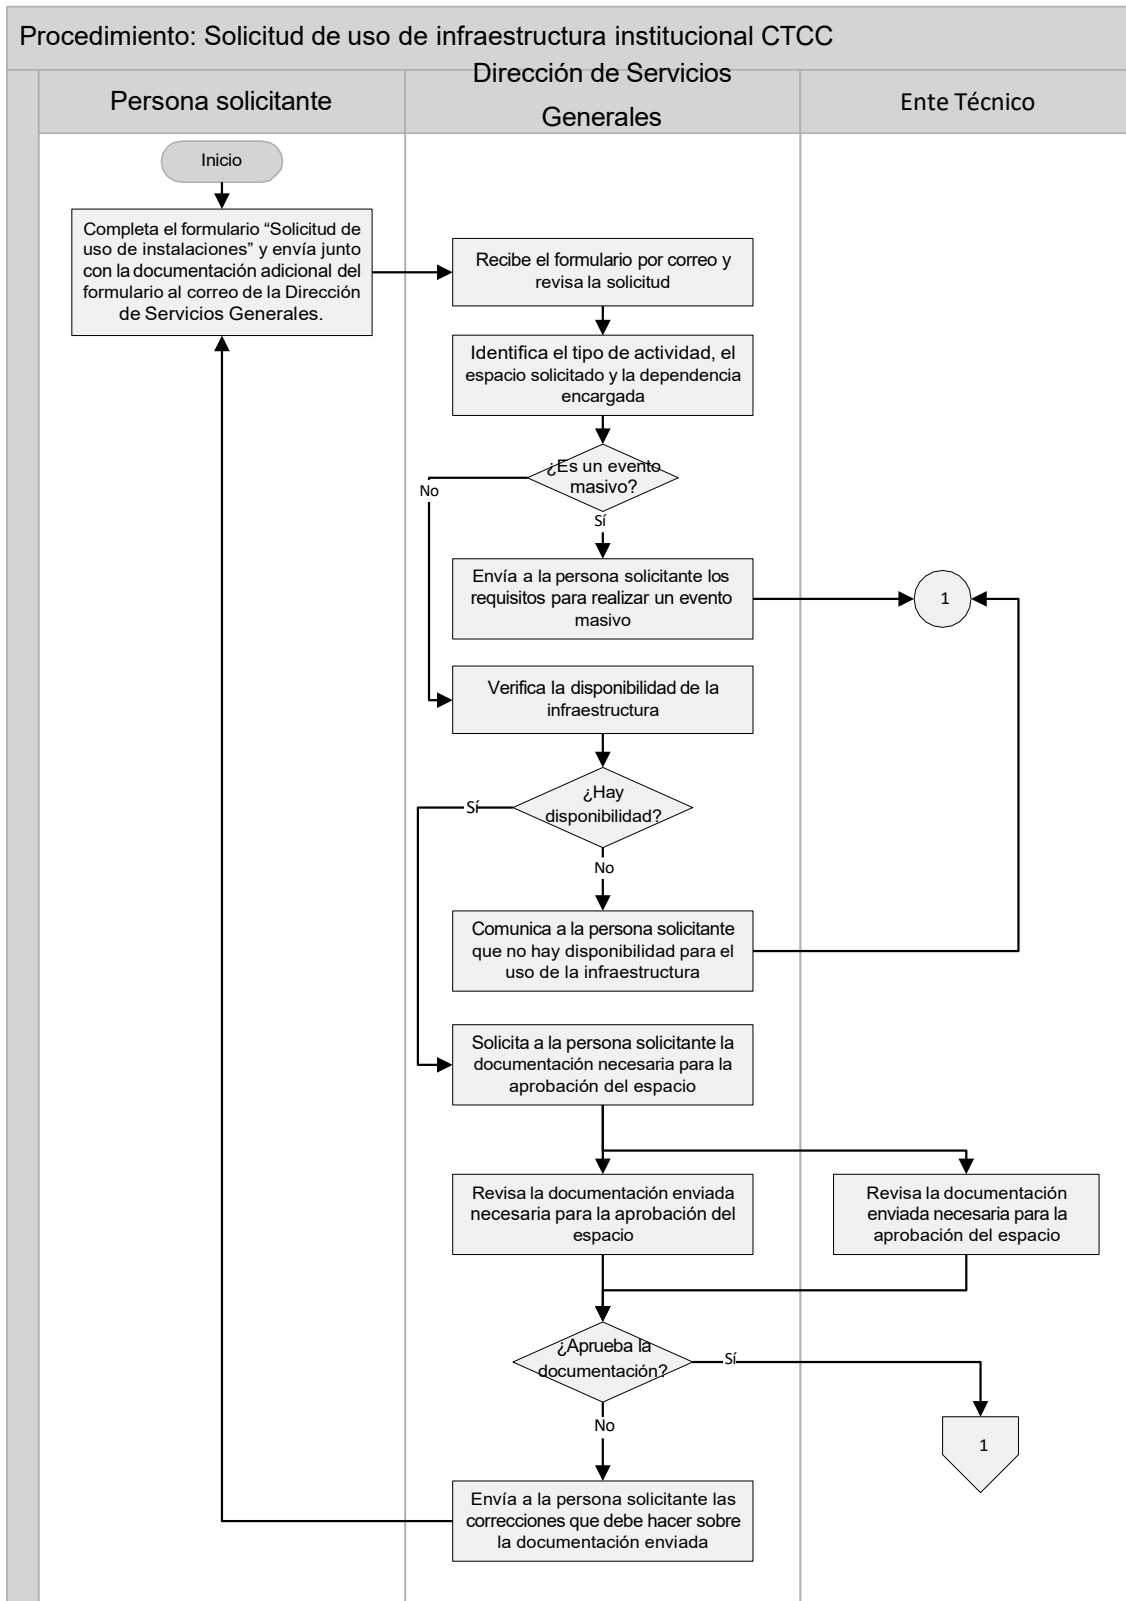 Procedimiento: Solicitud de uso de infraestructura institucional CTCC
Persona solicitante
Dirección de Servicios
Generales
Ente Técnico
Inicio
Completa el formulario “Solicitud de
uso de instalaciones” y envía junto
con la documentación adicional del
formulario al correo de la Dirección
de Servicios Generales.
Recibe el formulario por correo y
revisa la solicitud
Identifica el tipo de actividad, el
espacio solicitado y la dependencia
encargada
¿Es un evento
masivo?
No
Sí
Envía a la persona solicitante los
requisitos para realizar un evento
masivo
1
Verifica la disponibilidad de la
infraestructura
¿Hay
disponibilidad?
Sí
No
Comunica a la persona solicitante
que no hay disponibilidad para el
uso de la infraestructura
Solicita a la persona solicitante la
documentación necesaria para la
aprobación del espacio
Revisa la documentación enviada
necesaria para la aprobación del
espacio
Revisa la documentación
enviada necesaria para la
aprobación del espacio
¿Aprueba la
documentación?
Sí
No
1
Envía a la persona solicitante las
correcciones que debe hacer sobre
la documentación enviada